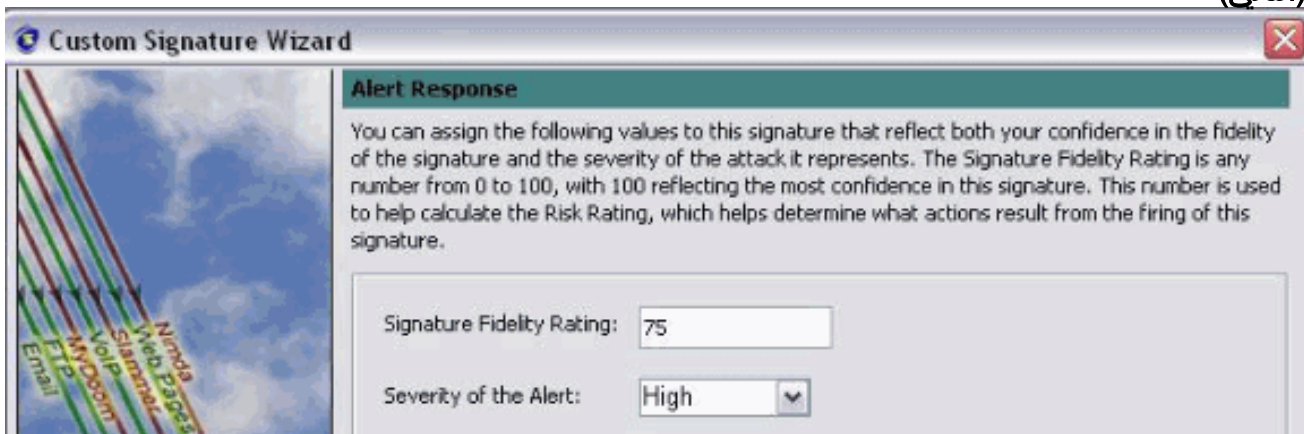 Custom Signature Wizard
Alert Response
You can assign the following values to this signature that reflect both your confidence in the fidelity
of the signature and the severity of the attack it represents. The Signature Fidelity Rating is any
number from 0 to 100, with 100 reflecting the most confidence in this signature. This number is used
to help calculate the Risk Rating, which helps determine what actions result from the firing of this
signature.
Signature Fidelity Rating: 75
Severity of the Alert: High
Email
FTP
MyDoom
VoIP
Slammer
Web Pages
Nimda